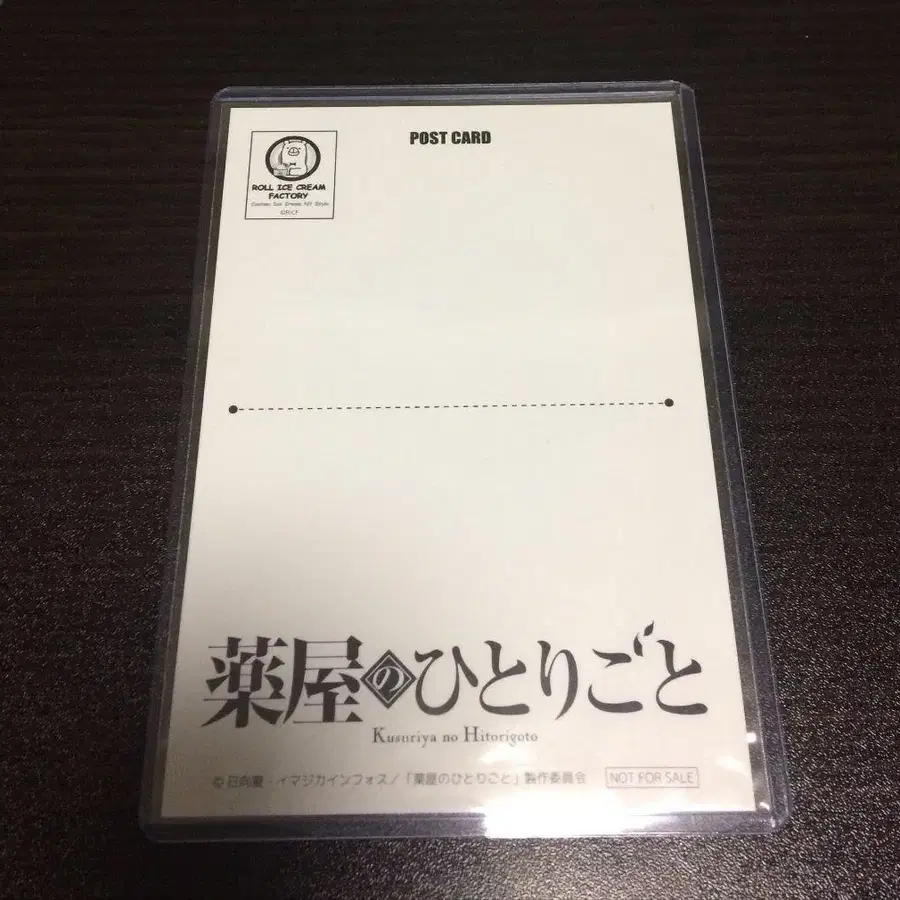 POST CARD
ROLL ICE CREAM
FACTORY
©RICF
薬屋のひとりごと
Kusuriya no Hitorigoto
© 日向夏・イマジカインフォス/「薬屋のひとりごと」製作委員会
NOT FOR SALE